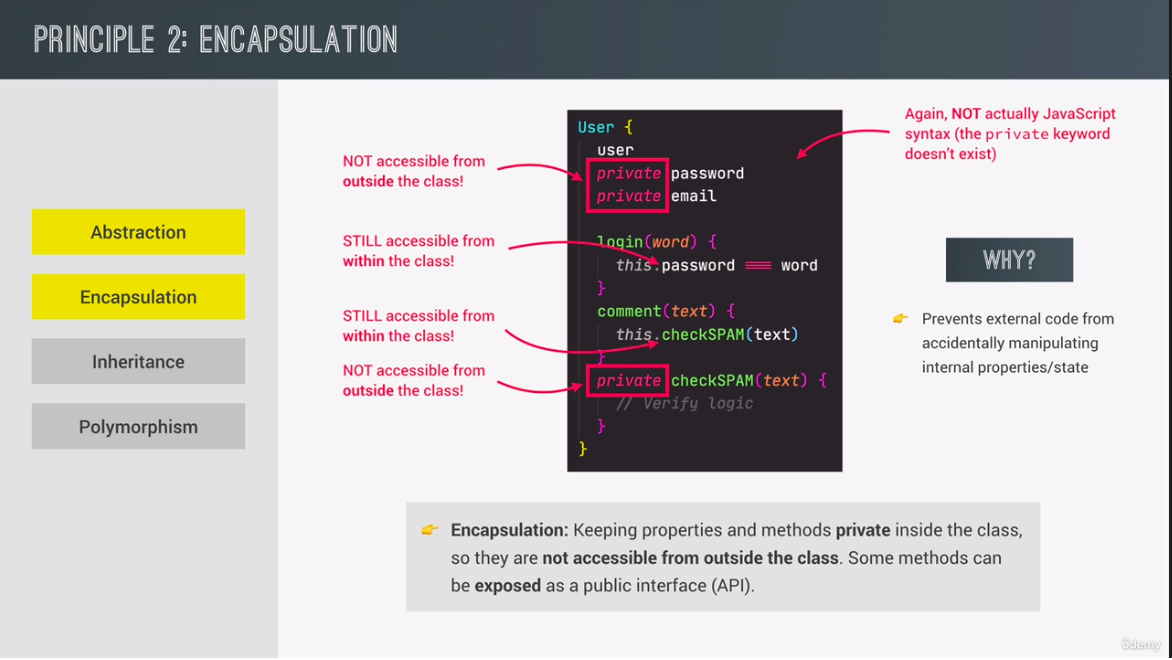 PRINCIPLE 2: ENCAPSULATION
Abstraction
Encapsulation
Inheritance
Polymorphism
NOT accessible from
outside the class!
STILL accessible from
within the class!
STILL accessible from
within the class!
NOT accessible from
outside the class!
User {
user
private password
private email
login(word) {
this.password === word
}
comment(text) {
this.checkSPAM(text)
}
private checkSPAM(text) {
// Verify logic
}
}
Again, NOT actually JavaScript
syntax (the private keyword
doesn't exist)
WHY?
👉 Prevents external code from
accidentally manipulating
internal properties/state
👉 Encapsulation: Keeping properties and methods private inside the class,
so they are not accessible from outside the class. Some methods can
be exposed as a public interface (API).
ûdemy